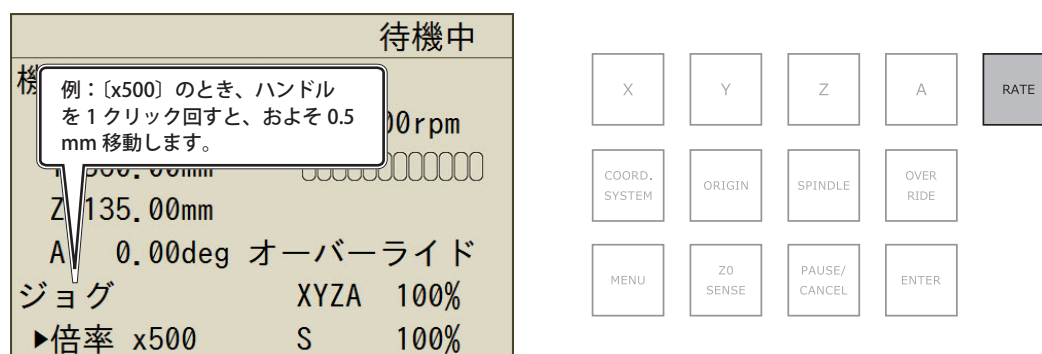 待機中
機
例：〔x500〕のとき、ハンドル
を 1 クリック回すと、およそ 0.5
mm 移動します。
00rpm
.00mm
Z 135.00mm
A 0.00deg オーバーライド
ジョグ XYZA 100%
▶倍率 x500 S 100%
X Y Z A RATE
COORD. SYSTEM ORIGIN SPINDLE OVER RIDE
MENU Z0 SENSE PAUSE/ CANCEL ENTER